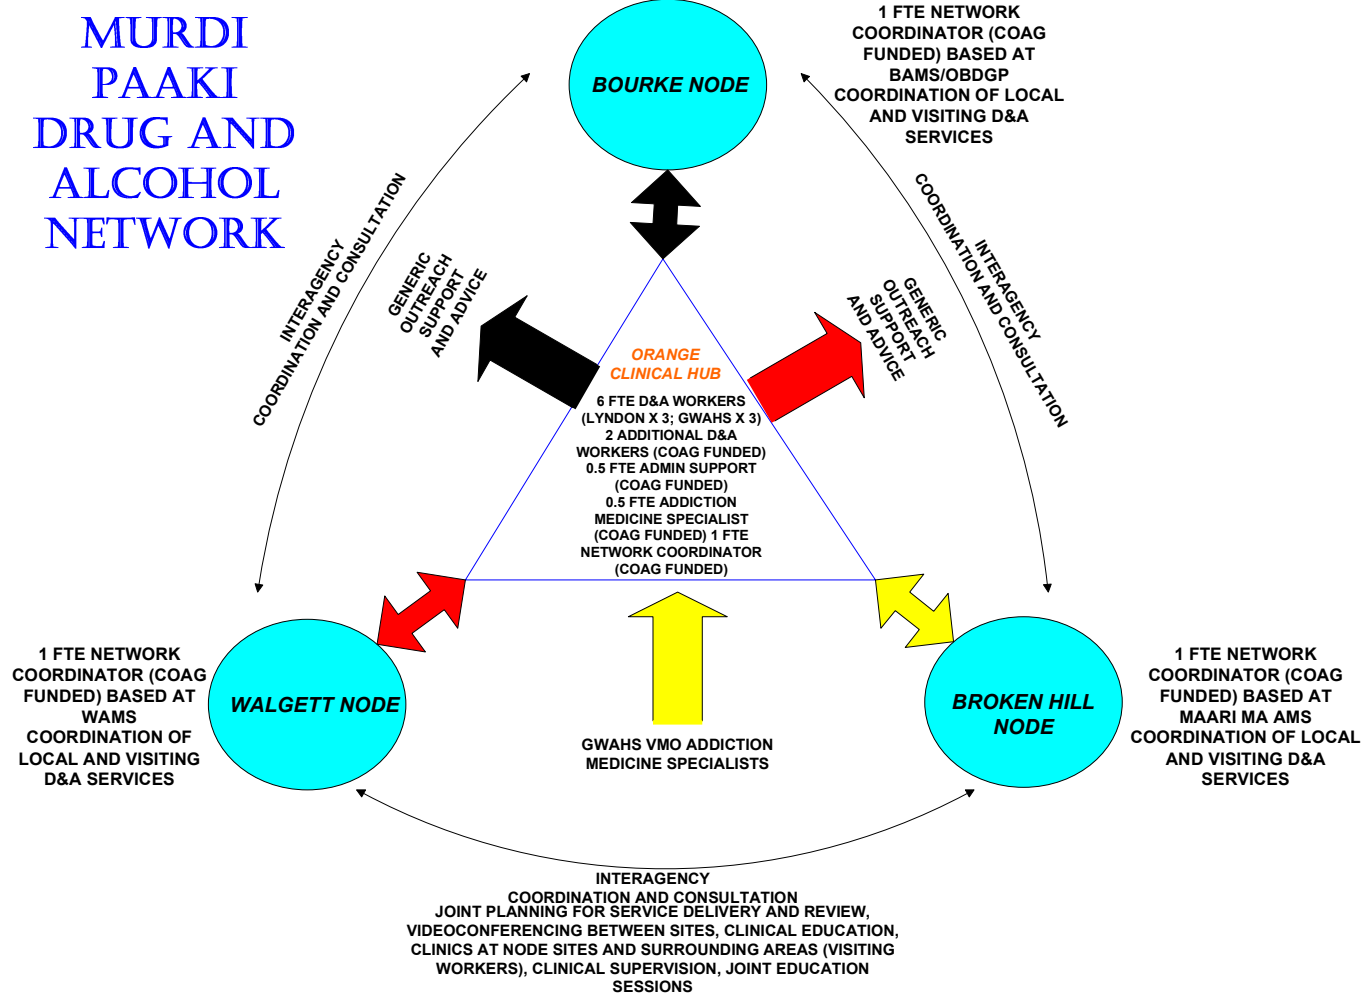 MURDI
PAAKI
DRUG AND
ALCOHOL
NETWORK
BOURKE NODE
1 FTE NETWORK
COORDINATOR (COAG
FUNDED) BASED AT
BAMS/OBDGP
COORDINATION OF LOCAL
AND VISITING D&A
SERVICES
INTERAGENCY
COORDINATION AND CONSULTATION
GENERIC
OUTREACH
SUPPORT
AND ADVICE
GENERIC
OUTREACH
SUPPORT
AND ADVICE
INTERAGENCY
COORDINATION AND CONSULTATION
ORANGE
CLINICAL HUB
6 FTE D&A WORKERS
(LYNDON X 3; GWAHS X 3)
2 ADDITIONAL D&A
WORKERS (COAG FUNDED)
0.5 FTE ADMIN SUPPORT
(COAG FUNDED)
0.5 FTE ADDICTION
MEDICINE SPECIALIST
(COAG FUNDED) 1 FTE
NETWORK COORDINATOR
(COAG FUNDED)
1 FTE NETWORK
COORDINATOR (COAG
FUNDED) BASED AT
WAMS
COORDINATION OF
LOCAL AND VISITING
D&A SERVICES
WALGETT NODE
GWAHS VMO ADDICTION
MEDICINE SPECIALISTS
BROKEN HILL
NODE
1 FTE NETWORK
COORDINATOR (COAG
FUNDED) BASED AT
MAARI MA AMS
COORDINATION OF LOCAL
AND VISITING D&A
SERVICES
INTERAGENCY
COORDINATION AND CONSULTATION
JOINT PLANNING FOR SERVICE DELIVERY AND REVIEW,
VIDEOCONFERENCING BETWEEN SITES, CLINICAL EDUCATION,
CLINICS AT NODE SITES AND SURROUNDING AREAS (VISITING
WORKERS), CLINICAL SUPERVISION, JOINT EDUCATION
SESSIONS